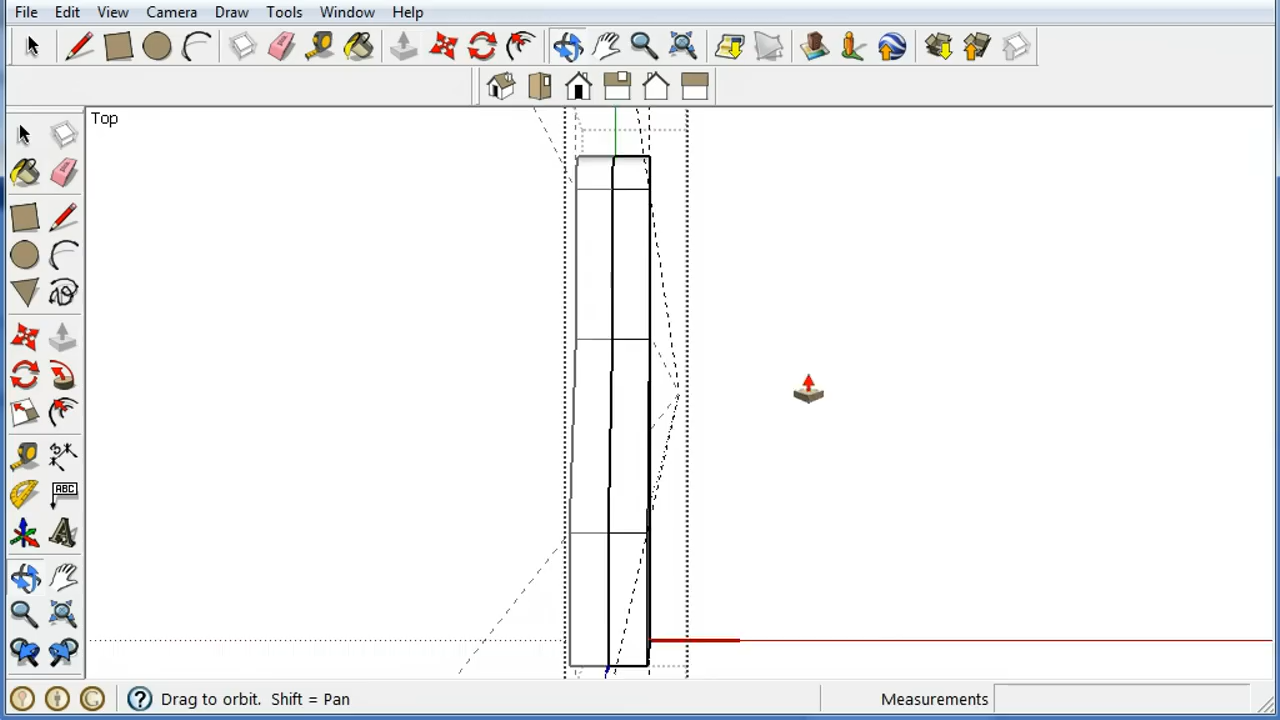 File Edit View Camera Draw Tools Window Help
Top
ABC
Drag to orbit. Shift = Pan
Measurements